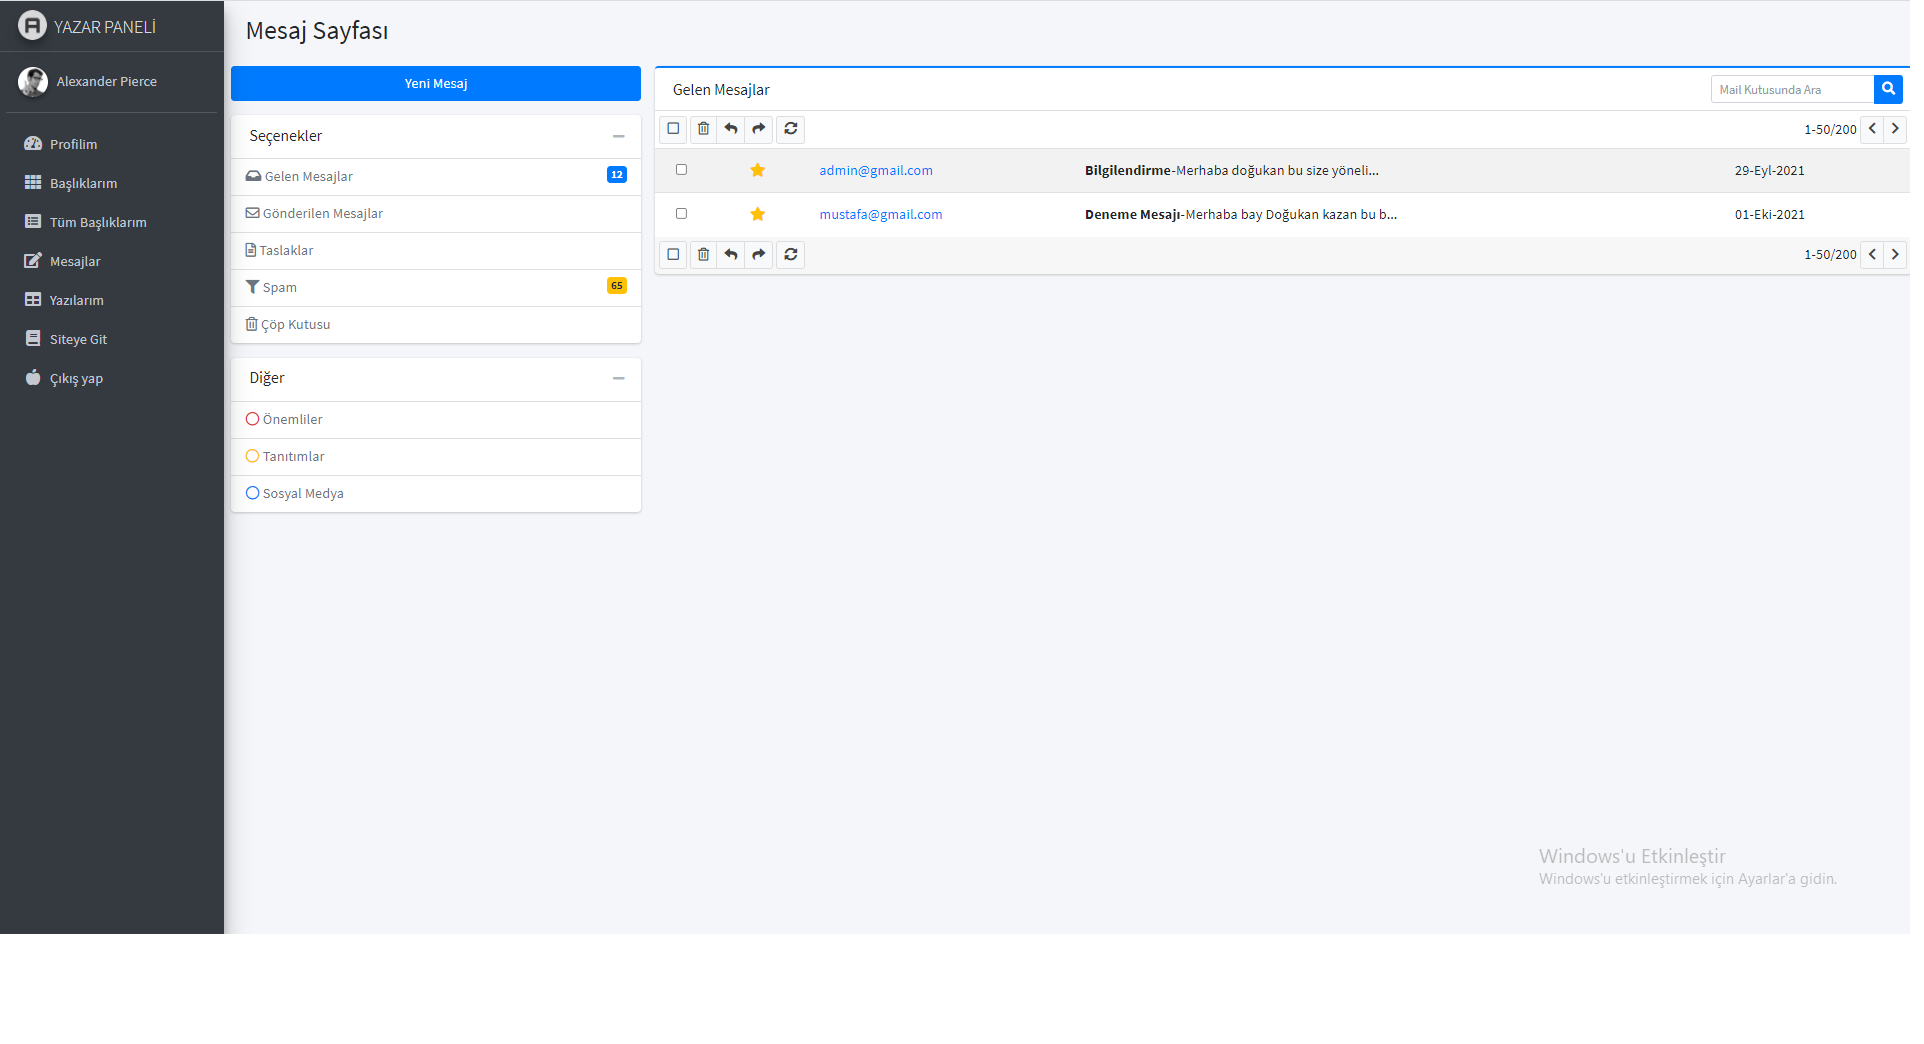 YAZAR PANELİ
Alexander Pierce
Profilim
Başlıklarım
Tüm Başlıklarım
Mesajlar
Yazılarım
Siteye Git
Çıkış yap
Mesaj Sayfası
Yeni Mesaj
Seçenekler
Gelen Mesajlar 12
Gönderilen Mesajlar
Taslaklar
Spam 65
Çöp Kutusu
Diğer
Önemliler
Tanıtımlar
Sosyal Medya
Gelen Mesajlar
Mail Kutusunda Ara
1-50/200
admin@gmail.com Bilgilendirme-Merhaba doğukan bu size yöneli... 29-Eyl-2021
mustafa@gmail.com Deneme Mesajı-Merhaba bay Doğukan kazan bu b... 01-Eki-2021
1-50/200
Windows'u Etkinleştir
Windows'u etkinleştirmek için Ayarlar'a gidin.